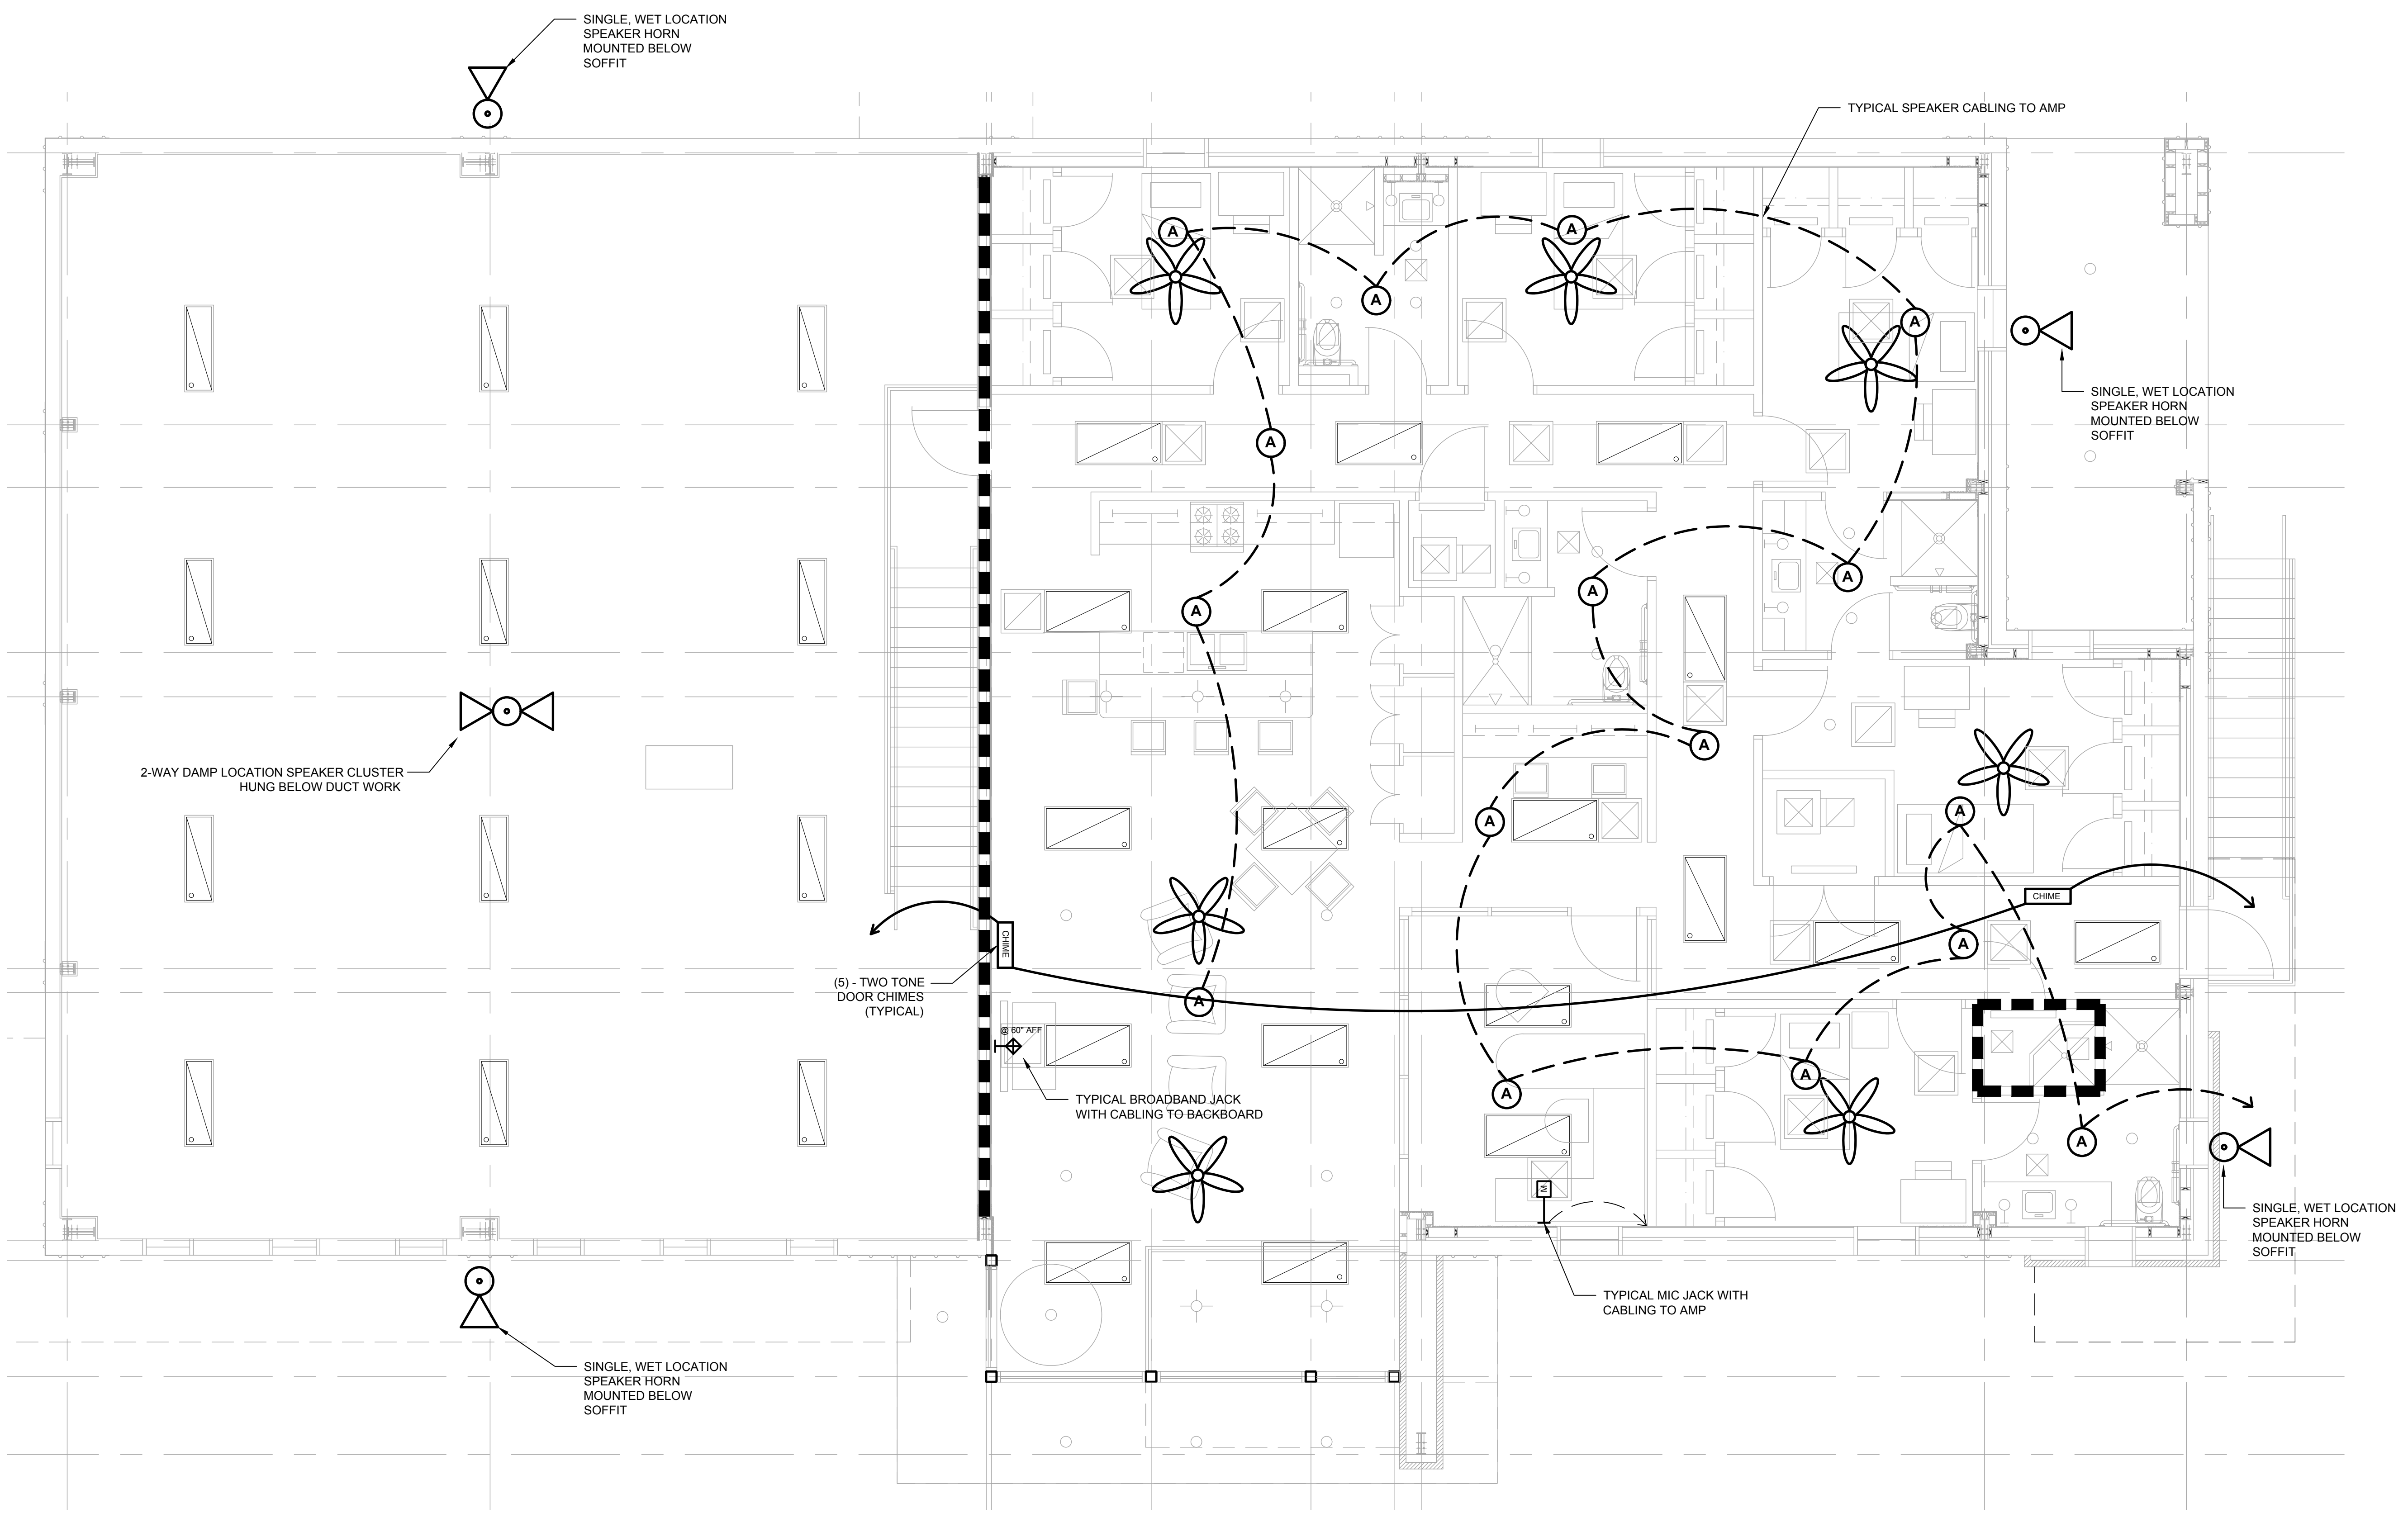 SINGLE, WET LOCATION
SPEAKER HORN
MOUNTED BELOW
SOFFIT
TYPICAL SPEAKER CABLING TO AMP
A
A
A
A
SINGLE, WET LOCATION
SPEAKER HORN
MOUNTED BELOW
SOFFIT
A
A
A
A
A
2-WAY DAMP LOCATION SPEAKER CLUSTER
HUNG BELOW DUCT WORK
A
A
CHIME
CHIME
A
(5) - TWO TONE
DOOR CHIMES
(TYPICAL)
A
@ 60" AFF
A
A
TYPICAL BROADBAND JACK
WITH CABLING TO BACKBOARD
A
M
SINGLE, WET LOCATION
SPEAKER HORN
MOUNTED BELOW
SOFFIT
TYPICAL MIC JACK WITH
CABLING TO AMP
SINGLE, WET LOCATION
SPEAKER HORN
MOUNTED BELOW
SOFFIT